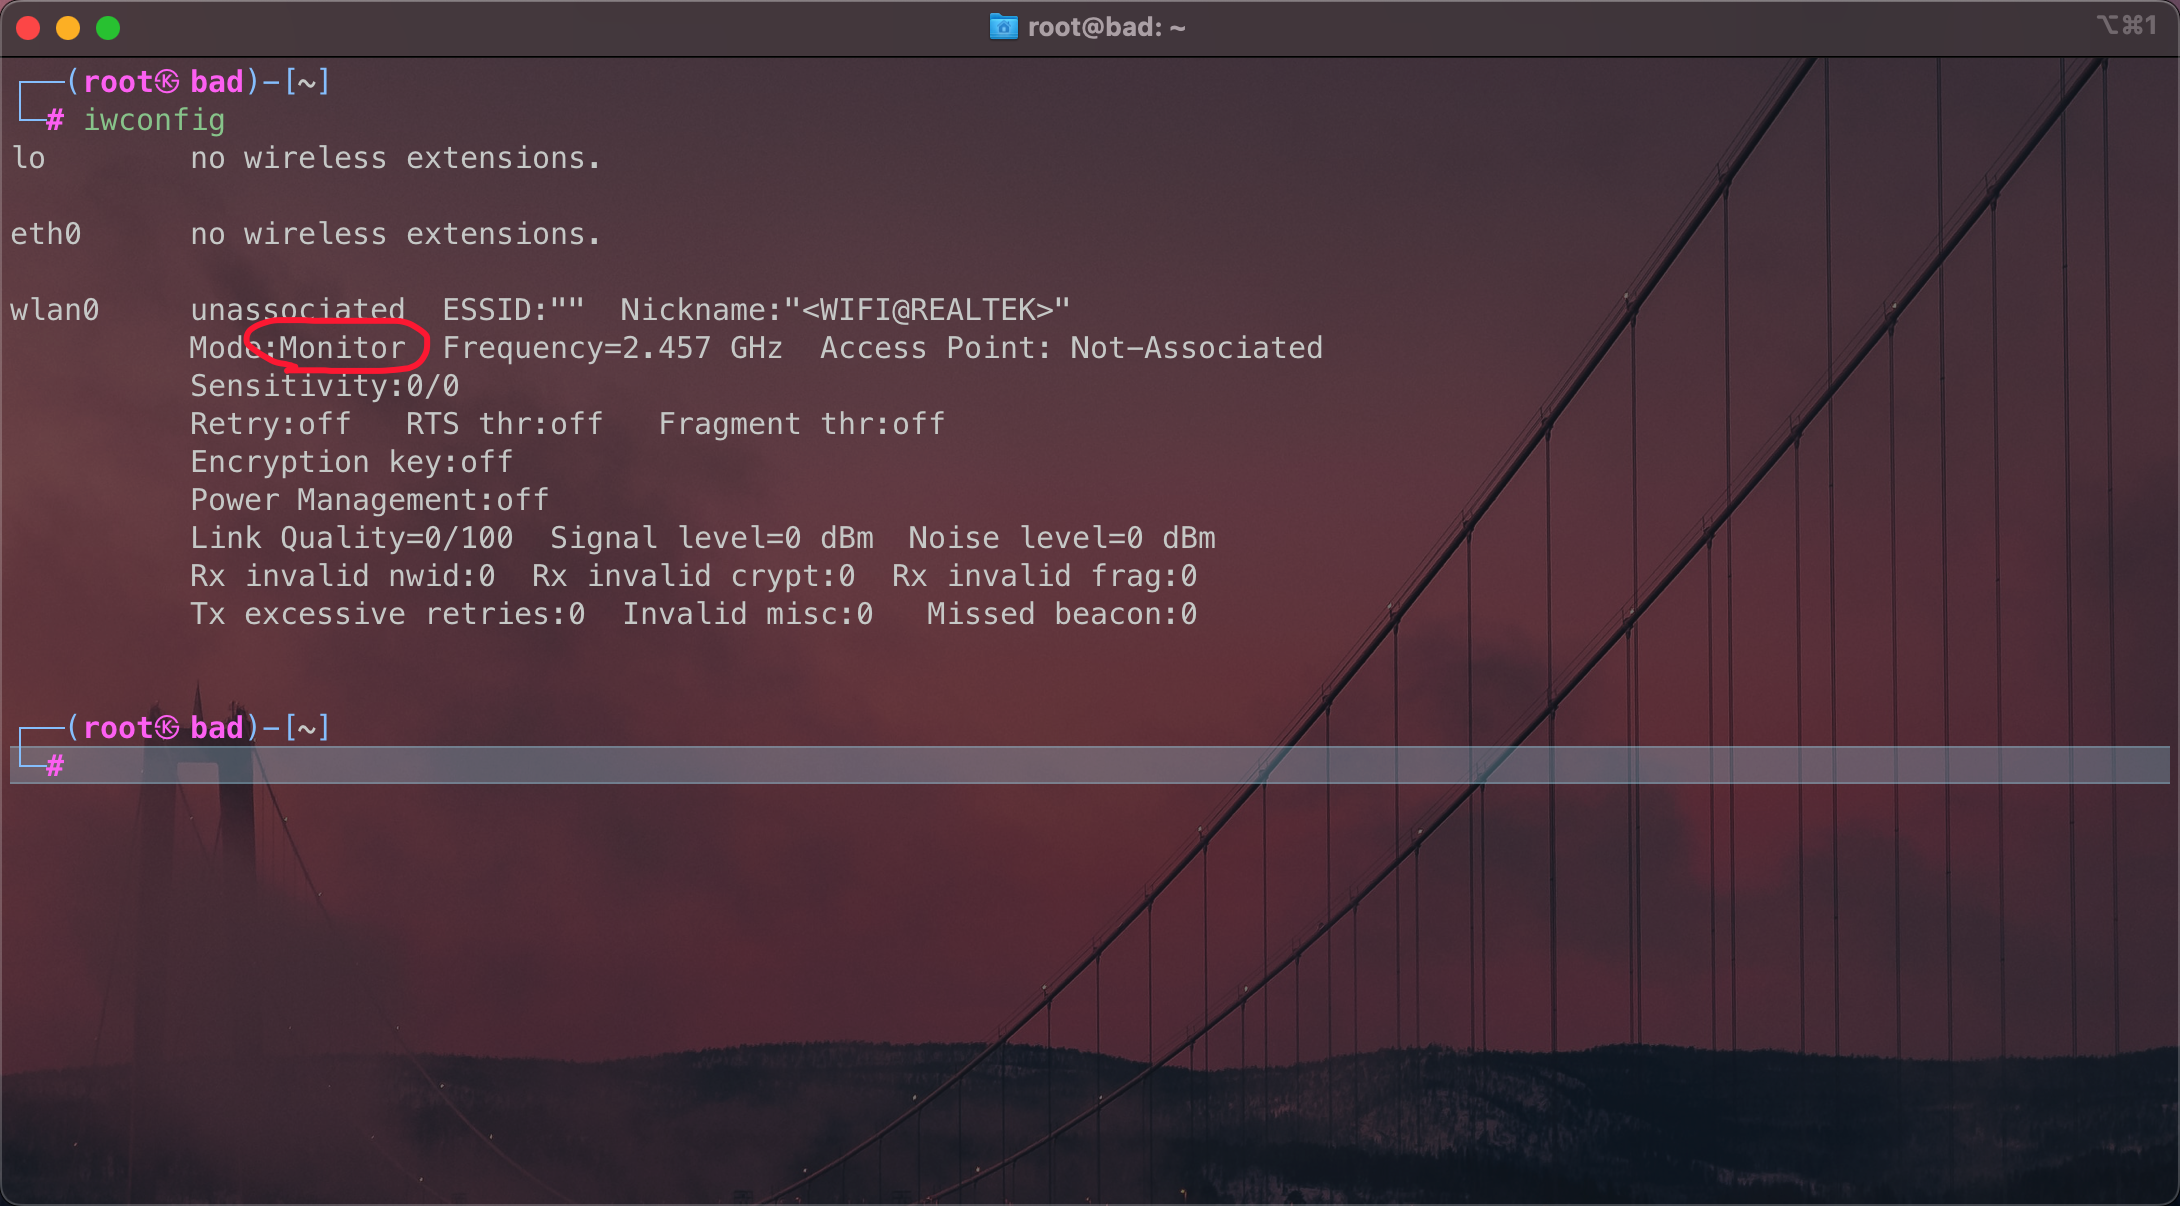 root@bad: ~
⌥⌘1
┌──(root㉿ bad)-[~]
└─# iwconfig
lo        no wireless extensions.
eth0      no wireless extensions.
wlan0     unassociated  ESSID:""  Nickname:"<WIFI@REALTEK>"
          Mode:Monitor  Frequency=2.457 GHz  Access Point: Not-Associated
          Sensitivity:0/0
          Retry:off   RTS thr:off   Fragment thr:off
          Encryption key:off
          Power Management:off
          Link Quality=0/100  Signal level=0 dBm  Noise level=0 dBm
          Rx invalid nwid:0  Rx invalid crypt:0  Rx invalid frag:0
          Tx excessive retries:0  Invalid misc:0   Missed beacon:0
┌──(root㉿ bad)-[~]
└─#